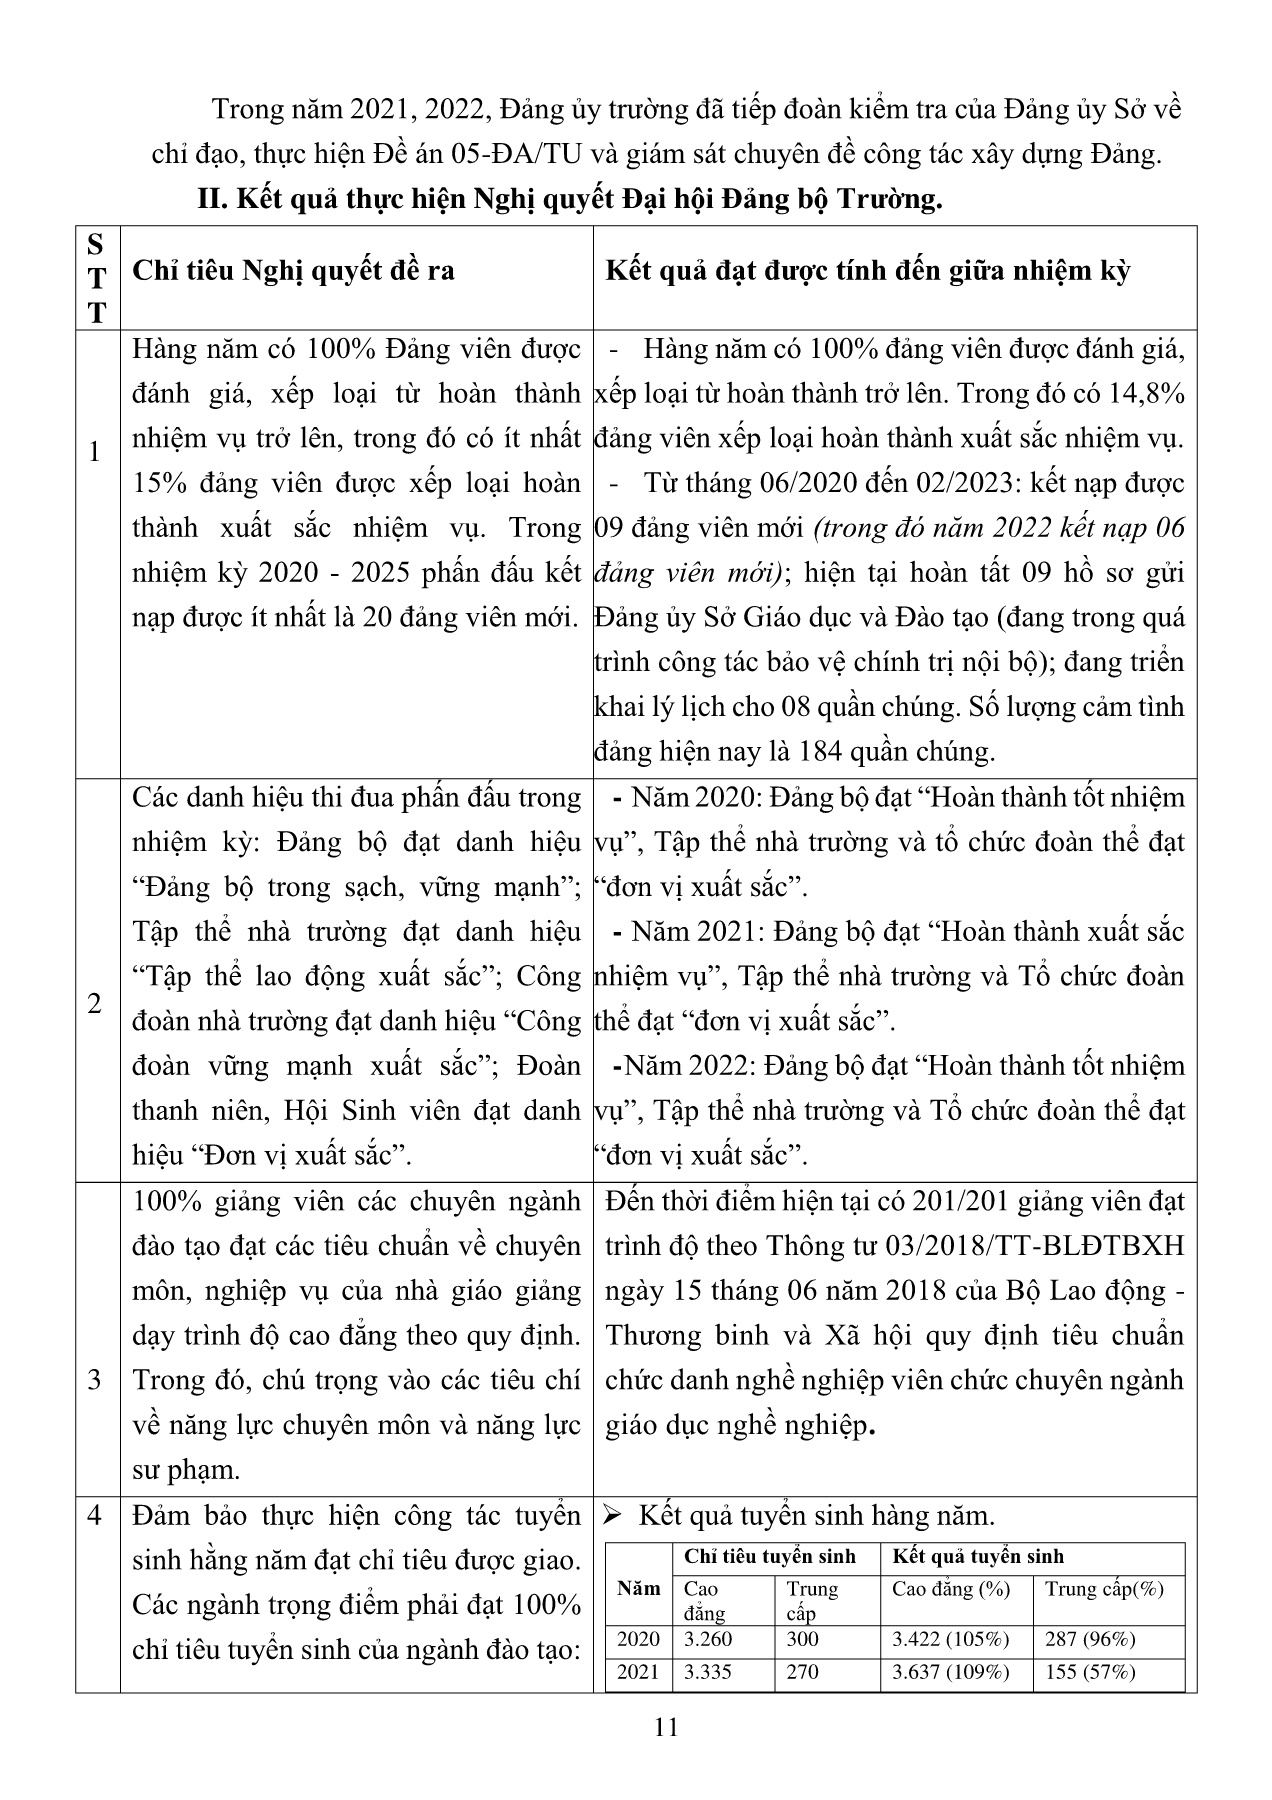 Trong năm 2021, 2022, Đảng ủy trường đã tiếp đoàn kiểm tra của Đảng ủy Sở về
chỉ đạo, thực hiện Đề án 05-ĐA/TU và giám sát chuyên đề công tác xây dựng Đảng.
II. Kết quả thực hiện Nghị quyết Đại hội Đảng bộ Trường.
S
T
T
Chỉ tiêu Nghị quyết đề ra
Kết quả đạt được tính đến giữa nhiệm kỳ
1
Hàng năm có 100% Đảng viên được
đánh giá, xếp loại từ hoàn thành
nhiệm vụ trở lên, trong đó có ít nhất
15% đảng viên được xếp loại hoàn
thành xuất sắc nhiệm vụ. Trong
nhiệm kỳ 2020 - 2025 phấn đấu kết
nạp được ít nhất là 20 đảng viên mới.
- Hàng năm có 100% đảng viên được đánh giá,
xếp loại từ hoàn thành trở lên. Trong đó có 14,8%
đảng viên xếp loại hoàn thành xuất sắc nhiệm vụ.
- Từ tháng 06/2020 đến 02/2023: kết nạp được
09 đảng viên mới (trong đó năm 2022 kết nạp 06
đảng viên mới); hiện tại hoàn tất 09 hồ sơ gửi
Đảng ủy Sở Giáo dục và Đào tạo (đang trong quá
trình công tác bảo vệ chính trị nội bộ); đang triển
khai lý lịch cho 08 quần chúng. Số lượng cảm tình
đảng hiện nay là 184 quần chúng.
2
Các danh hiệu thi đua phấn đấu trong
nhiệm kỳ: Đảng bộ đạt danh hiệu
“Đảng bộ trong sạch, vững mạnh”;
Tập thể nhà trường đạt danh hiệu
“Tập thể lao động xuất sắc”; Công
đoàn nhà trường đạt danh hiệu “Công
đoàn vững mạnh xuất sắc”; Đoàn
thanh niên, Hội Sinh viên đạt danh
hiệu “Đơn vị xuất sắc”.
- Năm 2020: Đảng bộ đạt “Hoàn thành tốt nhiệm
vụ”, Tập thể nhà trường và tổ chức đoàn thể đạt
“đơn vị xuất sắc”.
- Năm 2021: Đảng bộ đạt “Hoàn thành xuất sắc
nhiệm vụ”, Tập thể nhà trường và Tổ chức đoàn
thể đạt “đơn vị xuất sắc”.
-Năm 2022: Đảng bộ đạt “Hoàn thành tốt nhiệm
vụ”, Tập thể nhà trường và Tổ chức đoàn thể đạt
“đơn vị xuất sắc”.
3
100% giảng viên các chuyên ngành
đào tạo đạt các tiêu chuẩn về chuyên
môn, nghiệp vụ của nhà giáo giảng
dạy trình độ cao đẳng theo quy định.
Trong đó, chú trọng vào các tiêu chí
về năng lực chuyên môn và năng lực
sư phạm.
Đến thời điểm hiện tại có 201/201 giảng viên đạt
trình độ theo Thông tư 03/2018/TT-BLĐTBXH
ngày 15 tháng 06 năm 2018 của Bộ Lao động -
Thương binh và Xã hội quy định tiêu chuẩn
chức danh nghề nghiệp viên chức chuyên ngành
giáo dục nghề nghiệp.
4
Đảm bảo thực hiện công tác tuyển
sinh hằng năm đạt chỉ tiêu được giao.
Các ngành trọng điểm phải đạt 100%
chỉ tiêu tuyển sinh của ngành đào tạo:
➢ Kết quả tuyển sinh hàng năm.
Năm
Chỉ tiêu tuyển sinh
Kết quả tuyển sinh
Cao
đẳng
Trung
cấp
Cao đẳng (%)
Trung cấp(%)
2020 3.260 300 3.422 (105%) 287 (96%)
2021 3.335 270 3.637 (109%) 155 (57%)
11